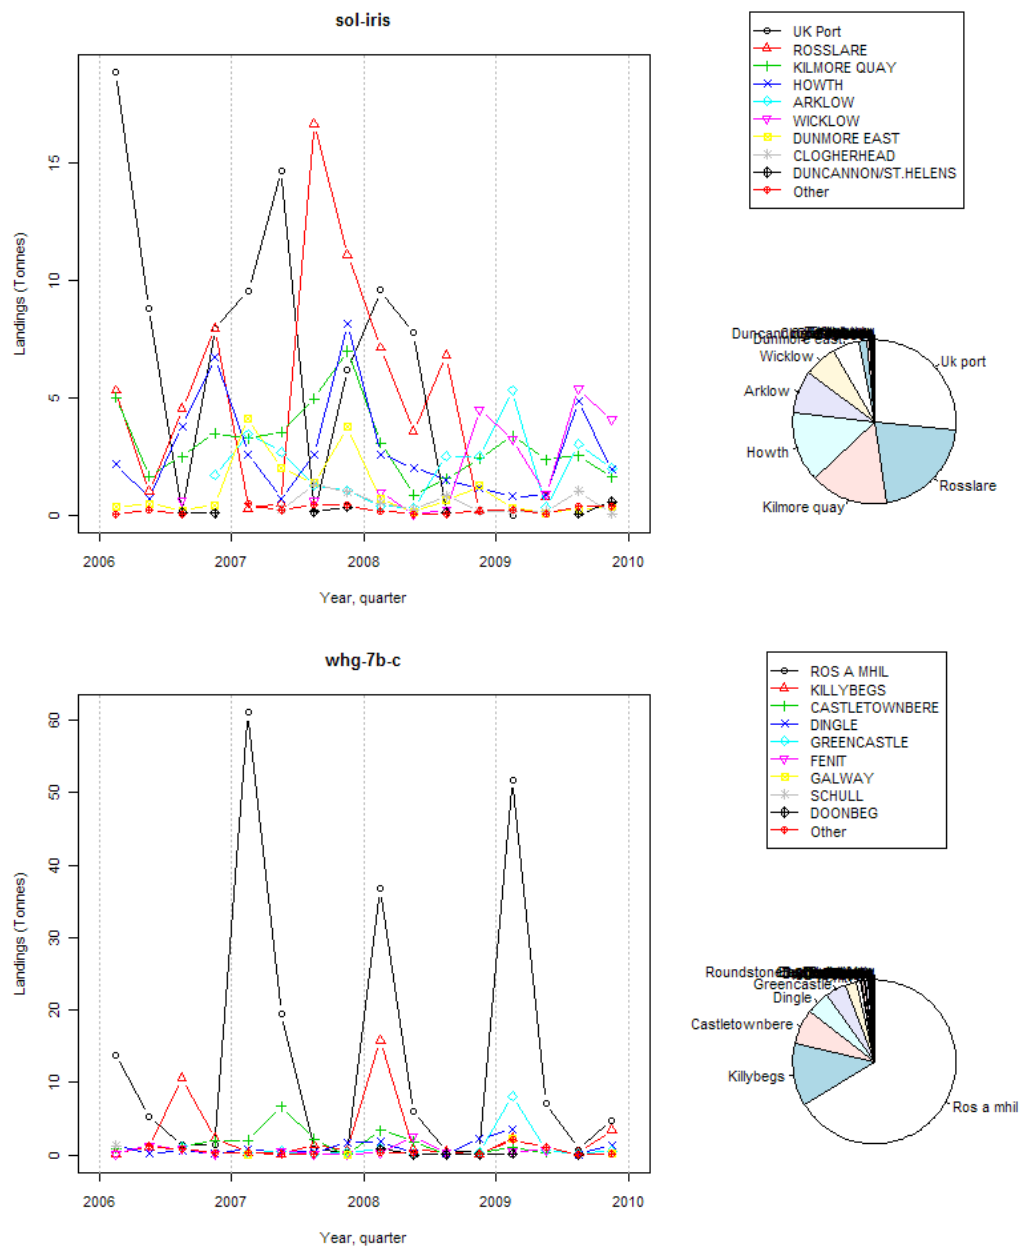 sol-iris
UK Port
ROSSLARE
KILMORE QUAY
HOWTH
ARKLOW
WICKLOW
DUNMORE EAST
CLOGHERHEAD
DUNCANNON/ST.HELENS
Other
Landings (Tonnes)
15
10
5
0
2006 2007 2008 2009 2010
Year, quarter
Dunmore east
Wicklow
Arklow
Howth
Kilmore quay
Rosslare
Uk port
whg-7b-c
ROS A MHIL
KILLYBEGS
CASTLETOWNBERE
DINGLE
GREENCASTLE
FENIT
GALWAY
SCHULL
DOONBEG
Other
Landings (Tonnes)
60
50
40
30
20
10
0
2006 2007 2008 2009 2010
Year, quarter
Roundstone
Greencastle
Dingle
Castletownbere
Killybegs
Ros a mhil